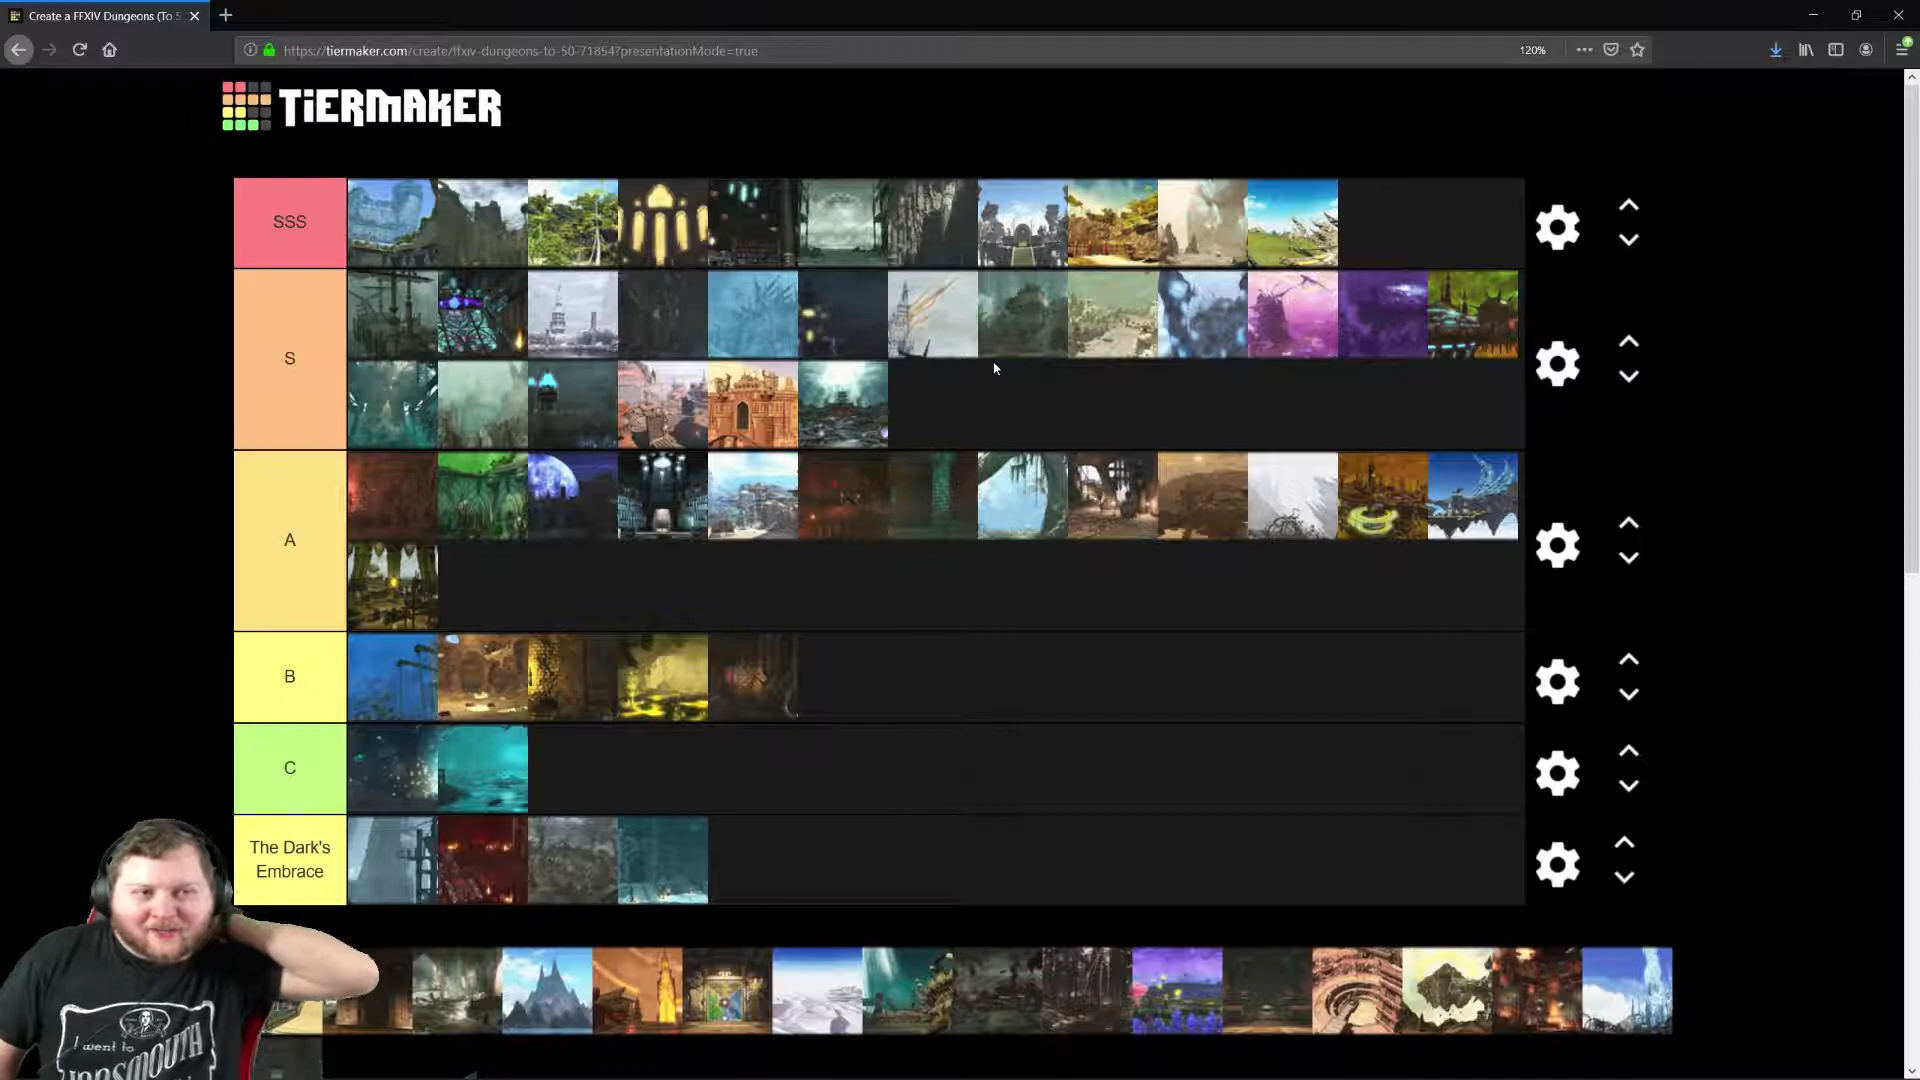 Create a FFXIV Dungeons (To 5
https://tiermaker.com/create/ffxiv-dungeons-to-50-71854?presentationMode=true
120%
TiERMAKER
SSS
S
A
B
C
The Dark's
Embrace
I went to